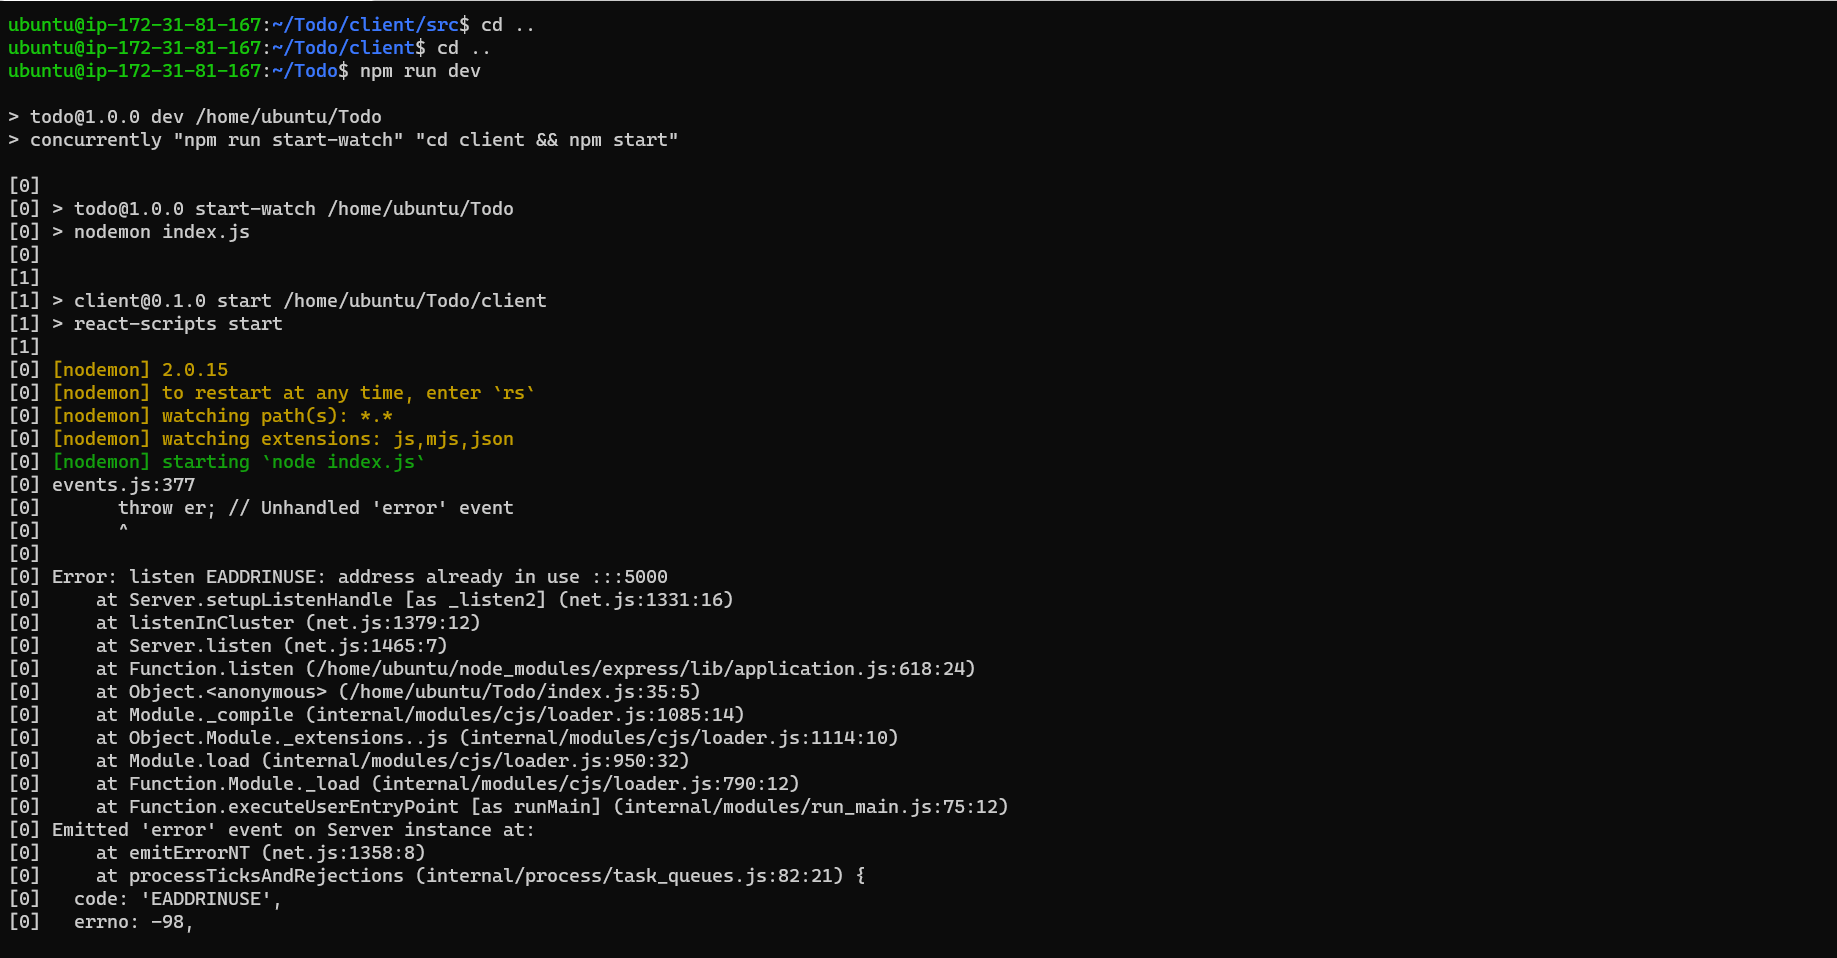 ubuntu@ip-172-31-81-167:~/Todo/client/src$ cd ..
ubuntu@ip-172-31-81-167:~/Todo/client$ cd ..
ubuntu@ip-172-31-81-167:~/Todo$ npm run dev
> todo@1.0.0 dev /home/ubuntu/Todo
> concurrently "npm run start-watch" "cd client && npm start"
[0]
[0] > todo@1.0.0 start-watch /home/ubuntu/Todo
[0] > nodemon index.js
[0]
[1]
[1] > client@0.1.0 start /home/ubuntu/Todo/client
[1] > react-scripts start
[1]
[0] [nodemon] 2.0.15
[0] [nodemon] to restart at any time, enter `rs`
[0] [nodemon] watching path(s): *.*
[0] [nodemon] watching extensions: js,mjs,json
[0] [nodemon] starting `node index.js`
[0] events.js:377
[0]       throw er; // Unhandled 'error' event
[0]       ^
[0]
[0] Error: listen EADDRINUSE: address already in use :::5000
[0]     at Server.setupListenHandle [as _listen2] (net.js:1331:16)
[0]     at listenInCluster (net.js:1379:12)
[0]     at Server.listen (net.js:1465:7)
[0]     at Function.listen (/home/ubuntu/node_modules/express/lib/application.js:618:24)
[0]     at Object.<anonymous> (/home/ubuntu/Todo/index.js:35:5)
[0]     at Module._compile (internal/modules/cjs/loader.js:1085:14)
[0]     at Object.Module._extensions..js (internal/modules/cjs/loader.js:1114:10)
[0]     at Module.load (internal/modules/cjs/loader.js:950:32)
[0]     at Function.Module._load (internal/modules/cjs/loader.js:790:12)
[0]     at Function.executeUserEntryPoint [as runMain] (internal/modules/run_main.js:75:12)
[0] Emitted 'error' event on Server instance at:
[0]     at emitErrorNT (net.js:1358:8)
[0]     at processTicksAndRejections (internal/process/task_queues.js:82:21) {
[0]   code: 'EADDRINUSE',
[0]   errno: -98,